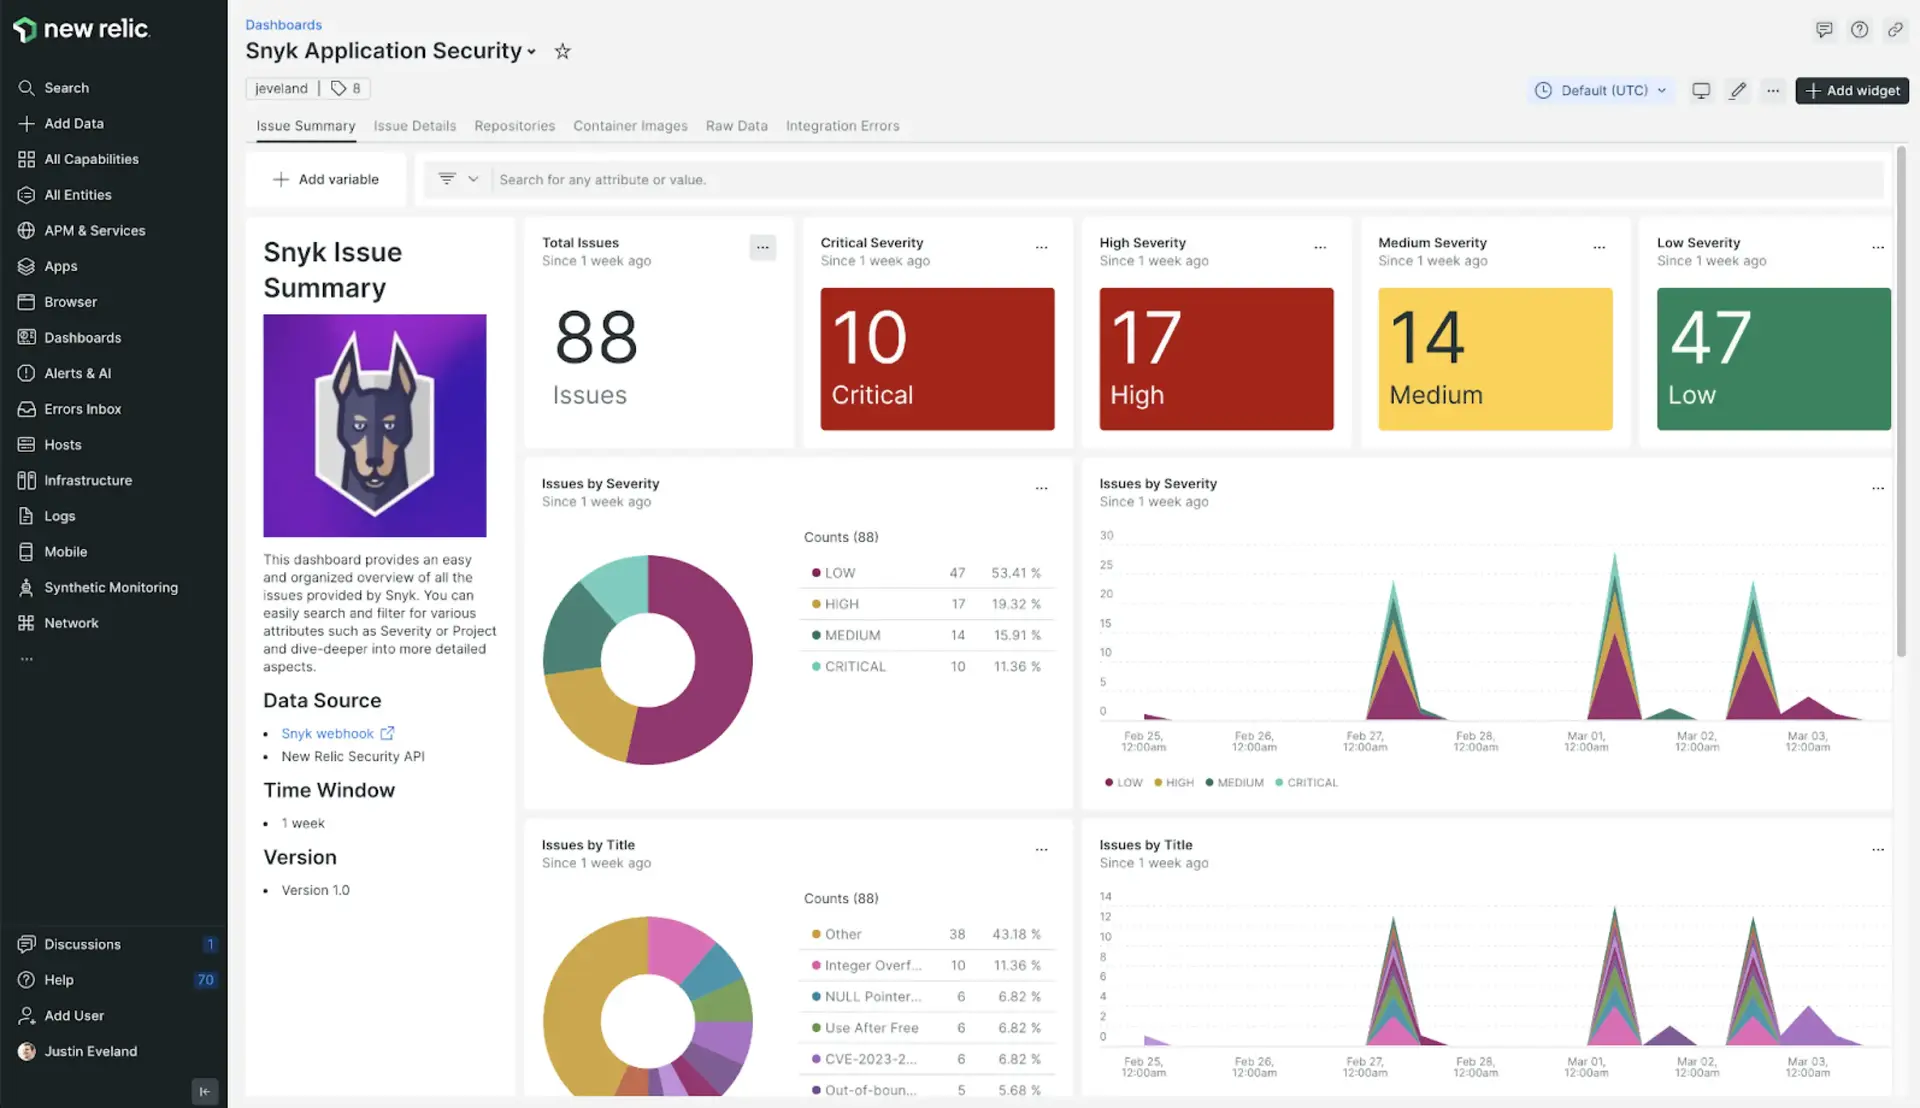 new relic.
Search
Add Data
All Capabilities
All Entities
APM & Services
Apps
Browser
Dashboards
Alerts & AI
Errors Inbox
Hosts
Infrastructure
Logs
Mobile
Synthetic Monitoring
Network
...
Discussions 1
Help 70
Add User
Justin Eveland
Dashboards
Snyk Application Security
jeveland | 8
Default (UTC)
... Add widget
Issue Summary Issue Details Repositories Container Images Raw Data Integration Errors
Add variable
Search for any attribute or value.
Snyk Issue
Summary
This dashboard provides an easy
and organized overview of all the
issues provided by Snyk. You can
easily search and filter for various
attributes such as Severity or Project
and dive-deeper into more detailed
aspects.
Data Source
• Snyk webhook
• New Relic Security API
Time Window
• 1 week
Version
• Version 1.0
Total Issues ...
Since 1 week ago
88
Issues
Critical Severity ...
Since 1 week ago
10
Critical
High Severity ...
Since 1 week ago
17
High
Medium Severity ...
Since 1 week ago
14
Medium
Low Severity ...
Since 1 week ago
47
Low
Issues by Severity ...
Since 1 week ago
Counts (88)
LOW 47 53.41 %
HIGH 17 19.32 %
MEDIUM 14 15.91 %
CRITICAL 10 11.36 %
Issues by Severity ...
Since 1 week ago
30
25
20
15
10
5
0
Feb 25, Feb 26, Feb 27, Feb 28, Mar 01, Mar 02, Mar 03,
12:00am 12:00am 12:00am 12:00am 12:00am 12:00am 12:00am
LOW HIGH MEDIUM CRITICAL
Issues by Title ...
Since 1 week ago
Counts (88)
Other 38 43.18 %
Integer Overf... 10 11.36 %
NULL Pointer... 6 6.82 %
Use After Free 6 6.82 %
CVE-2023-2... 6 6.82 %
Out-of-boun... 5 5.68 %
Issues by Title ...
Since 1 week ago
14
12
10
8
6
4
2
0
Feb 25, Feb 26, Feb 27, Feb 28, Mar 01, Mar 02, Mar 03,
12:00am 12:00am 12:00am 12:00am 12:00am 12:00am 12:00am